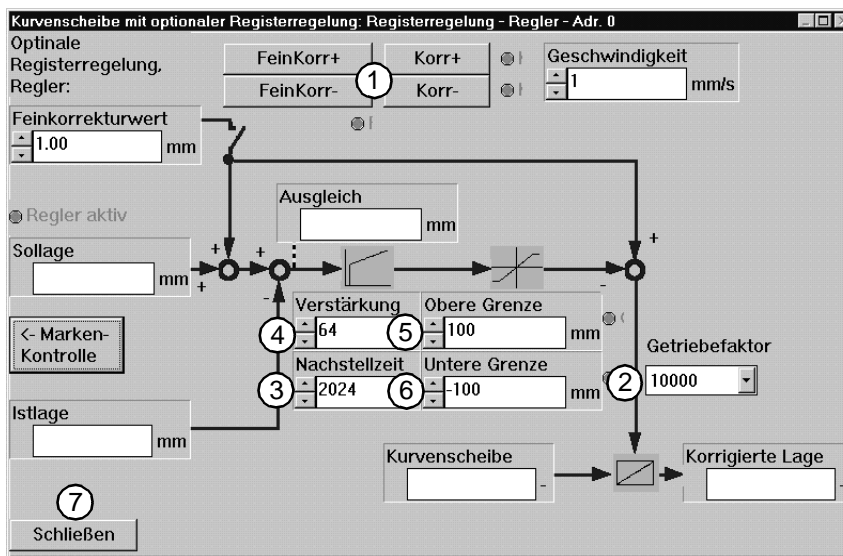 Kurvenscheibe mit optionaler Registerregelung: Registerregelung - Regler - Adr. 0
Optinale
Registerregelung,
Regler:
FeinKorr+
Korr+
FeinKorr-
Korr-
1
Geschwindigkeit
1
mm/s
Feinkorrekturwert
1.00
mm
Regler aktiv
Ausgleich
mm
+
+
+
+
-
-
Sollage
mm
<- Marken-
Kontrolle
4
Verstärkung
64
5
Obere Grenze
100
mm
3
Nachstellzeit
2024
6
Untere Grenze
-100
mm
Getriebefaktor
2
10000
Istlage
mm
Kurvenscheibe
-
Korrigierte Lage
-
7
Schließen